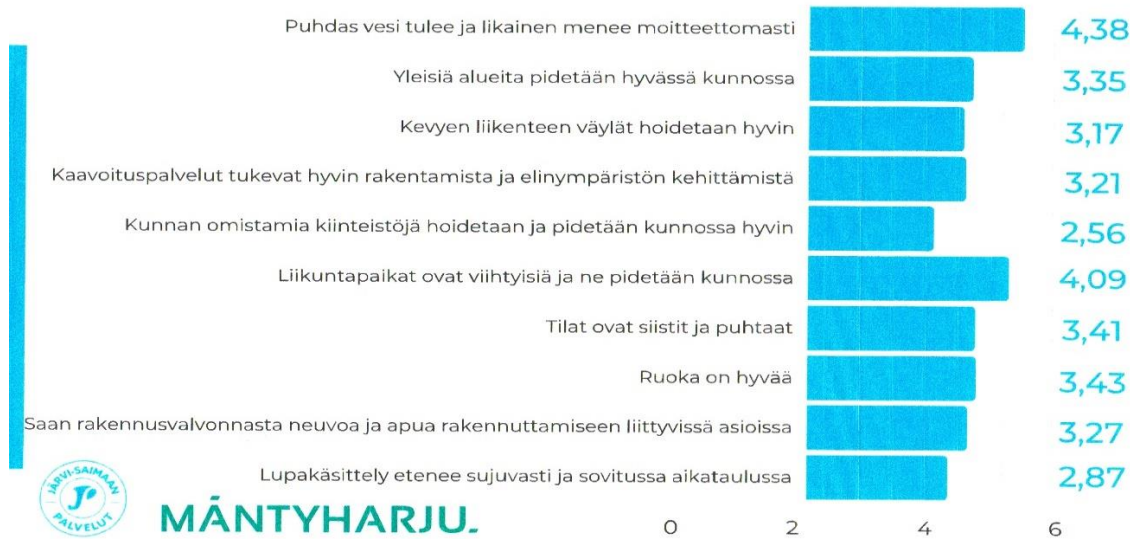 Puhdas vesi tulee ja likainen menee moitteettomasti 4,38
Yleisiä alueita pidetään hyvässä kunnossa 3,35
Kevyen liikenteen väylät hoidetaan hyvin 3,17
Kaavoituspalvelut tukevat hyvin rakentamista ja elinympäristön kehittämistä 3,21
Kunnan omistamia kiinteistöjä hoidetaan ja pidetään kunnossa hyvin 2,56
Liikuntapaikat ovat viihtyisiä ja ne pidetään kunnossa 4,09
Tilat ovat siistit ja puhtaat 3,41
Ruoka on hyvää 3,43
Saan rakennusvalvonnasta neuvoa ja apua rakennuttamiseen liittyvissä asioissa 3,27
Lupakäsittely etenee sujuvasti ja sovitussa aikataulussa 2,87
JÄRVI-SAIMAAN
PALVELUT
MÄNTYHARJU.
0 2 4 6